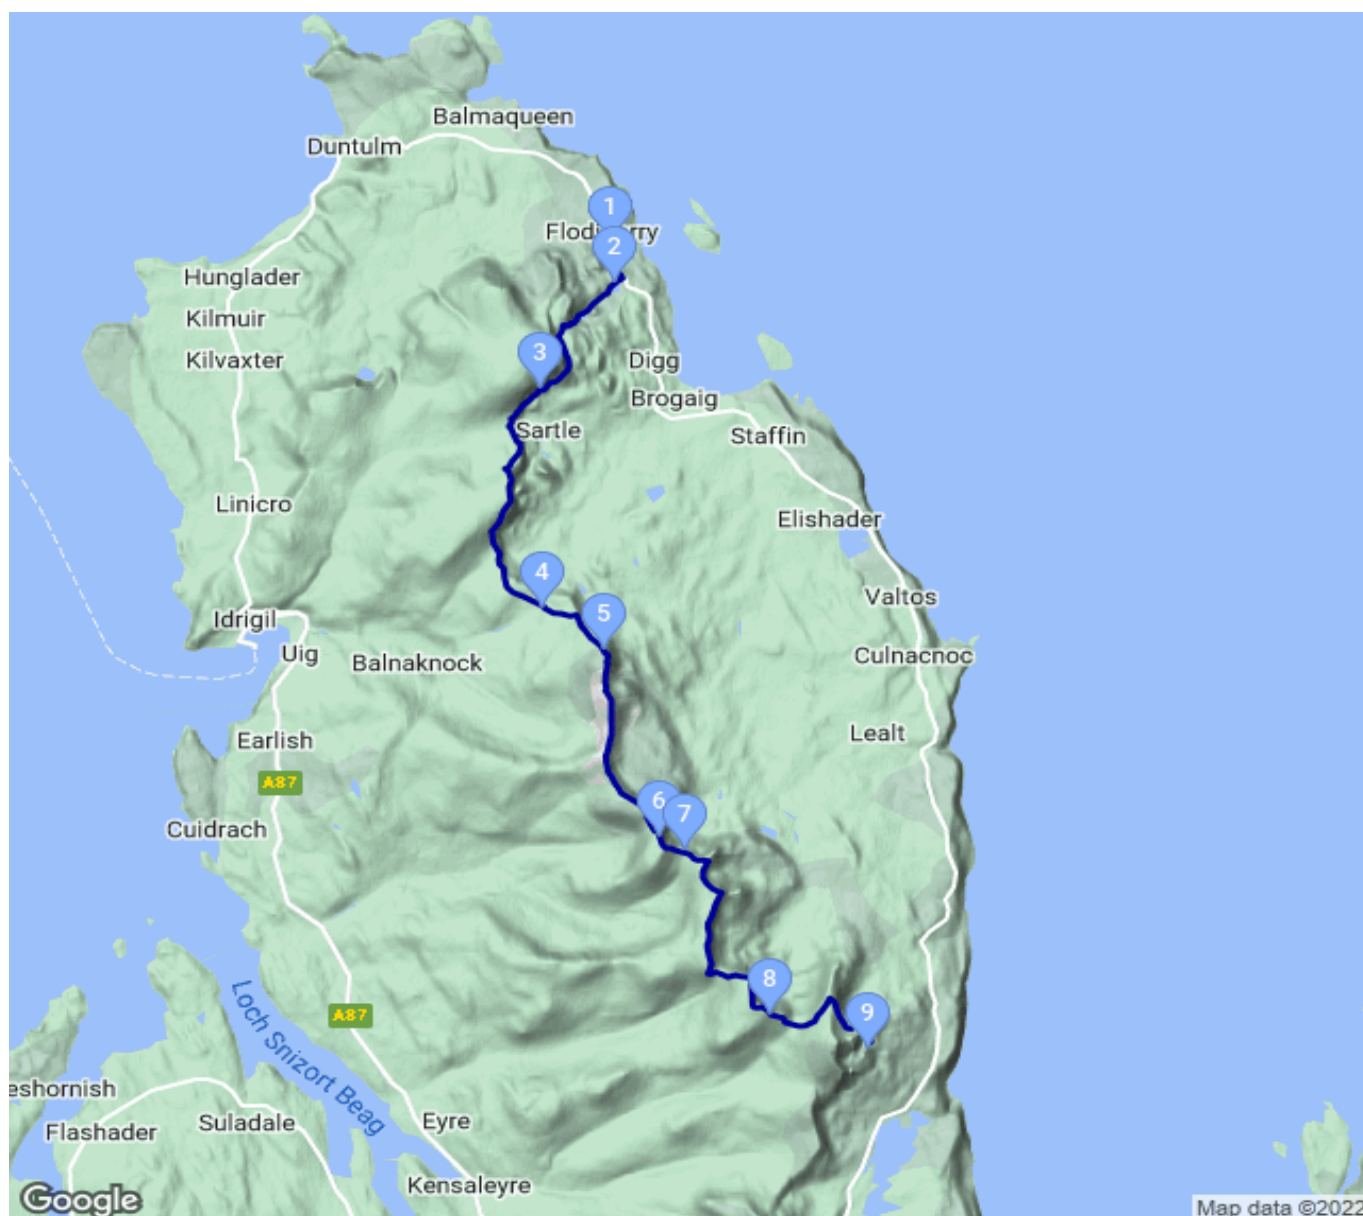 Balmaqueen
Duntulm
1
Flodigarry
2
Hunglader
Kilmuir
Kilvaxter
3
Digg
Brogaig
Sartle
Staffin
Linicro
Elishader
4
Valtos
Idrigil
5
Uig
Balnaknock
Culnacnoc
Earlish
Lealt
A87
6
7
Cuidrach
8
Loch Snizort Beag
A87
9
eshornish
Flashader
Suladale
Eyre
Kensaleyre
Google
Map data ©2022